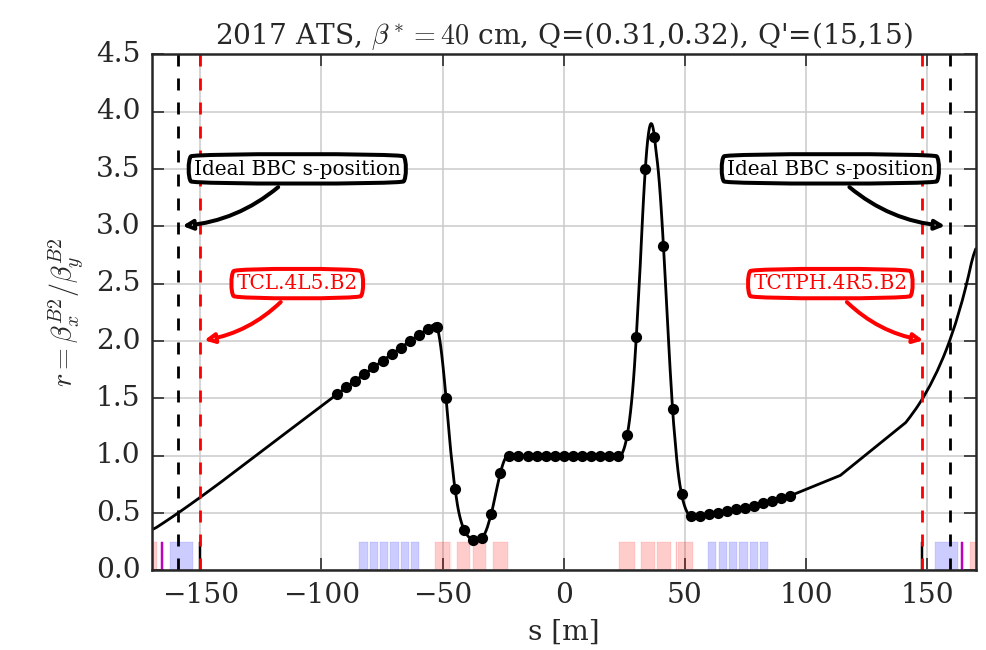 2017 ATS, β* = 40 cm, Q=(0.31,0.32), Q'=(15,15)
4.5
4.0
3.5
3.0
2.5
2.0
1.5
1.0
0.5
0.0
r = β_x^{B2} / β_y^{B2}
Ideal BBC s-position
Ideal BBC s-position
TCL.4L5.B2
TCTPH.4R5.B2
−150 −100 −50 0 50 100 150
s [m]